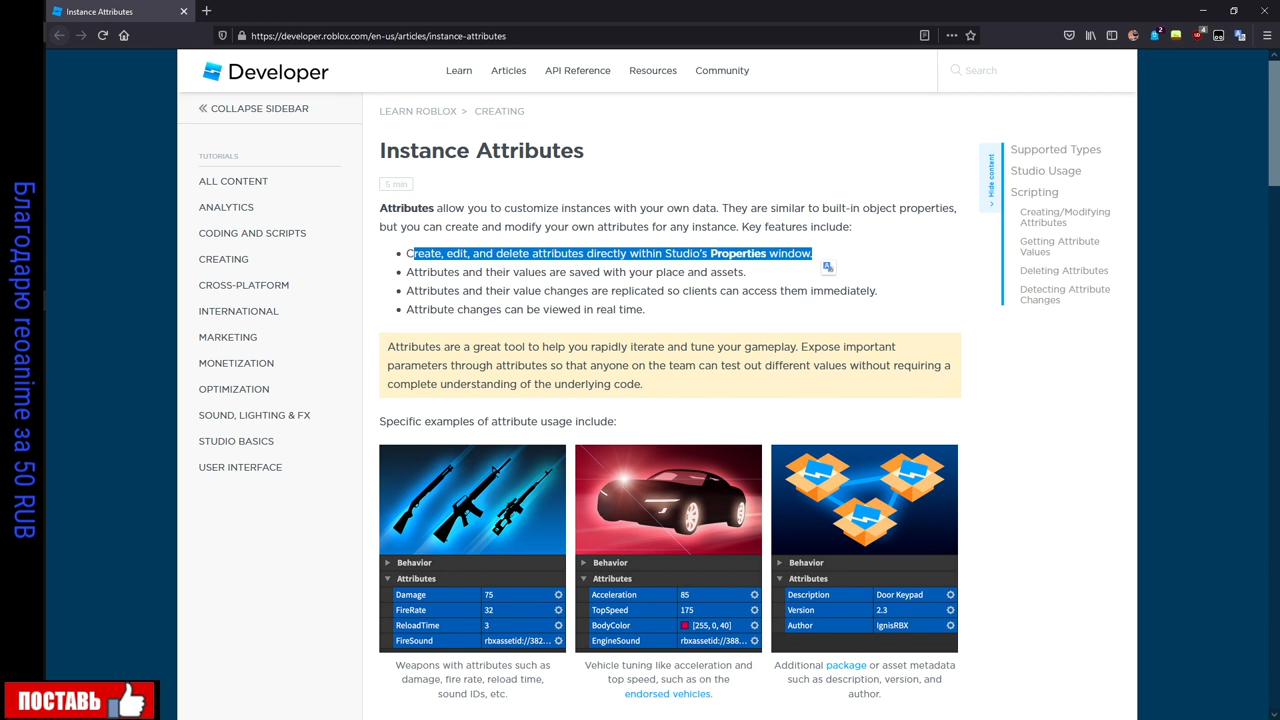 Instance Attributes
https://developer.roblox.com/en-us/articles/instance-attributes
Developer
Learn
Articles
API Reference
Resources
Community
Search
COLLAPSE SIDEBAR
TUTORIALS
ALL CONTENT
ANALYTICS
CODING AND SCRIPTS
CREATING
CROSS-PLATFORM
INTERNATIONAL
MARKETING
MONETIZATION
OPTIMIZATION
SOUND, LIGHTING & FX
STUDIO BASICS
USER INTERFACE
LEARN ROBLOX > CREATING
Instance Attributes
5 min
Attributes allow you to customize instances with your own data. They are similar to built-in object properties,
but you can create and modify your own attributes for any instance. Key features include:
Create, edit, and delete attributes directly within Studio's Properties window.
Attributes and their values are saved with your place and assets.
Attributes and their value changes are replicated so clients can access them immediately.
Attribute changes can be viewed in real time.
Attributes are a great tool to help you rapidly iterate and tune your gameplay. Expose important
parameters through attributes so that anyone on the team can test out different values without requiring a
complete understanding of the underlying code.
Specific examples of attribute usage include:
Behavior
Attributes
Damage 75
FireRate 32
ReloadTime 3
FireSound rbxassetid://382...
Weapons with attributes such as
damage, fire rate, reload time,
sound IDs, etc.
Behavior
Attributes
Acceleration 85
TopSpeed 175
BodyColor [255, 0, 40]
EngineSound rbxassetid://388...
Vehicle tuning like acceleration and
top speed, such as on the
endorsed vehicles.
Behavior
Attributes
Description Door Keypad
Version 2.3
Author IgnisRBX
Additional package or asset metadata
such as description, version, and
author.
Hide content
Supported Types
Studio Usage
Scripting
Creating/Modifying
Attributes
Getting Attribute
Values
Deleting Attributes
Detecting Attribute
Changes
Благодарю reoanime за 50 RUB
ПОСТАВЬ